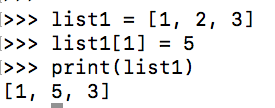 >>> list1 = [1, 2, 3]
>>> list1[1] = 5
>>> print(list1)
[1, 5, 3]